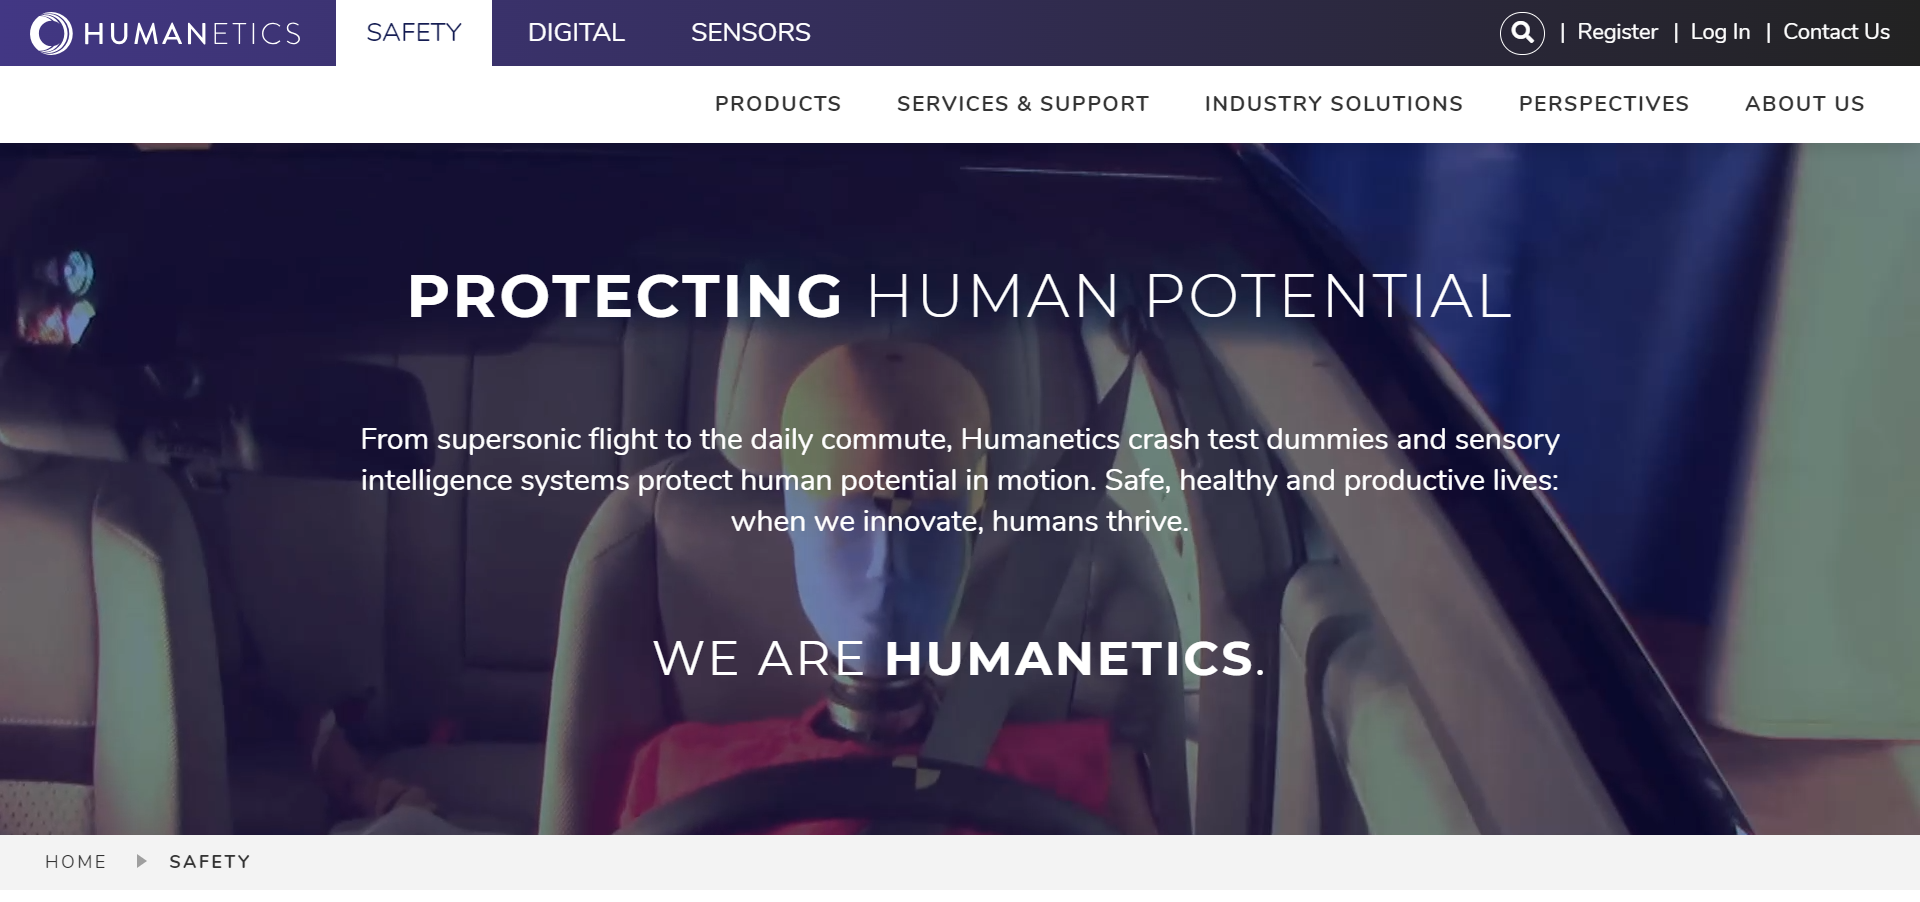 HUMANETICS
SAFETY
DIGITAL
SENSORS
| Register | Log In | Contact Us
PRODUCTS
SERVICES & SUPPORT
INDUSTRY SOLUTIONS
PERSPECTIVES
ABOUT US
PROTECTING HUMAN POTENTIAL
From supersonic flight to the daily commute, Humanetics crash test dummies and sensory
intelligence systems protect human potential in motion. Safe, healthy and productive lives:
when we innovate, humans thrive.
WE ARE HUMANETICS.
HOME
SAFETY